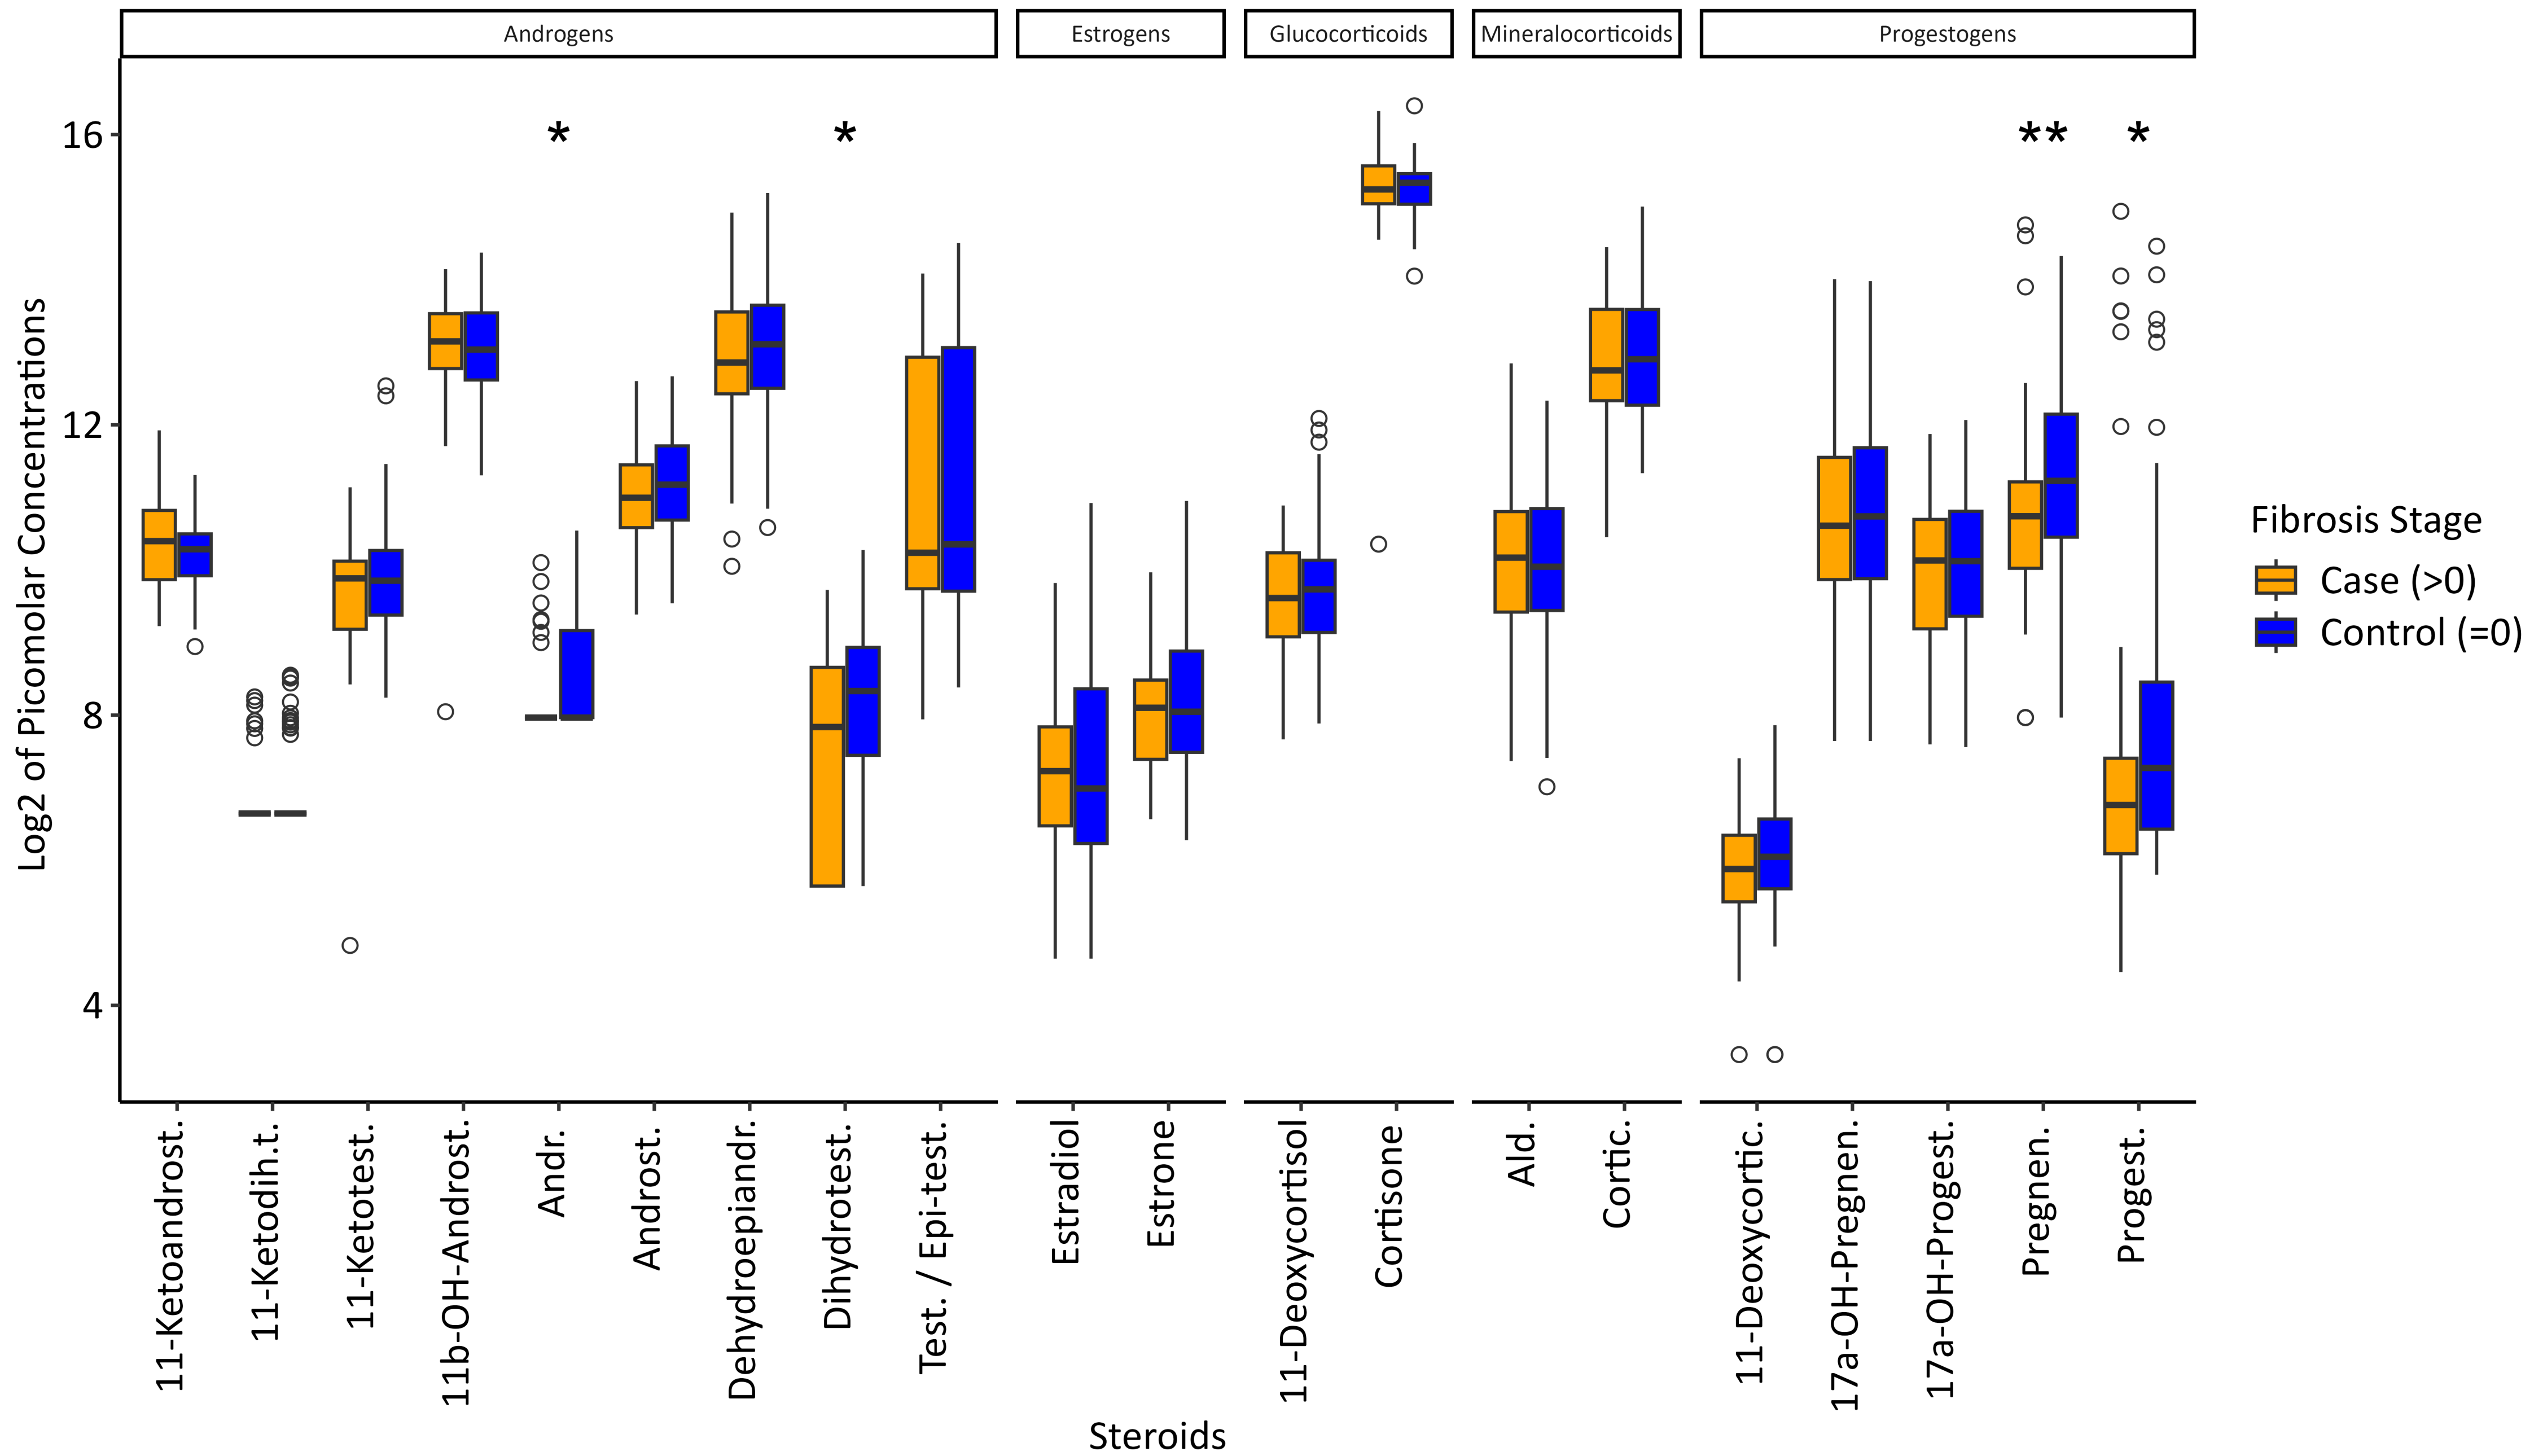 Androgens
Estrogens
Glucocorticoids
Mineralocorticoids
Progestogens
Log2 of Picomolar Concentrations
16
12
8
4
*
*
**
*
Fibrosis Stage
Case (>0)
Control (=0)
11-Ketoandrost.
11-Ketodih.t.
11-Ketotest.
11b-OH-Androst.
Andr.
Androst.
Dehydroepiandr.
Dihydrotest.
Test. / Epi-test.
Estradiol
Estrone
11-Deoxycortisol
Cortisone
Ald.
Cortic.
11-Deoxycortic.
17a-OH-Pregnen.
17a-OH-Progest.
Pregnen.
Progest.
Steroids